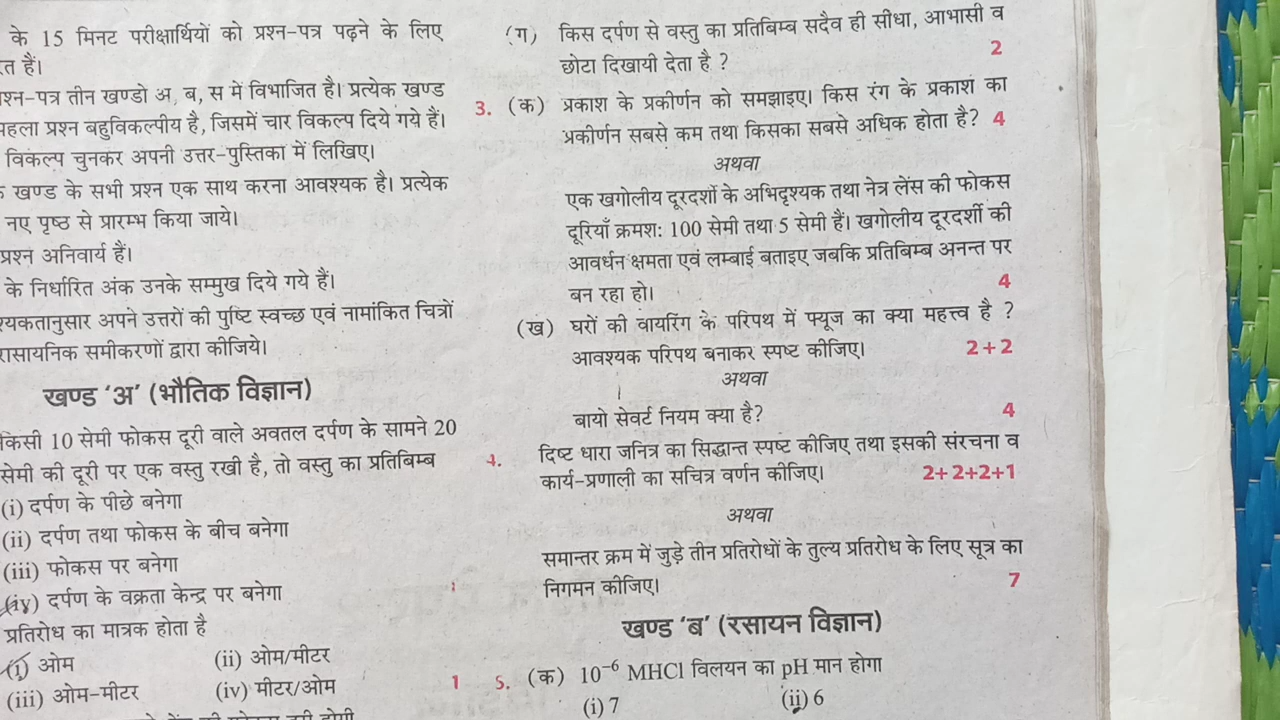 के 15 मिनट परीक्षार्थियों को प्रश्न-पत्र पढ़ने के लिए
हैं।
तीन खण्डो अ, ब, स में विभाजित है। प्रत्येक खण्ड
प्रश्न बहुविकल्पीय है, जिसमें चार विकल्प दिये गये हैं।
विकल्प चुनकर अपनी उत्तर-पुस्तिका में लिखिए।
खण्ड के सभी प्रश्न एक साथ करना आवश्यक है। प्रत्येक
नए पृष्ठ से प्रारम्भ किया जाये।
प्रश्न अनिवार्य हैं।
के निर्धारित अंक उनके सम्मुख दिये गये हैं।
अपने उत्तरों की पुष्टि स्वच्छ एवं नामांकित चित्रों
समीकरणों द्वारा कीजिये।
खण्ड 'अ' (भौतिक विज्ञान)
किसी 10 सेमी फोकस दूरी वाले अवतल दर्पण के सामने 20
सेमी की दूरी पर एक वस्तु रखी है, तो वस्तु का प्रतिबिम्ब
(i) दर्पण के पीछे बनेगा
(ii) दर्पण तथा फोकस के बीच बनेगा
(iii) फोकस पर बनेगा
(iv) दर्पण के वक्रता केन्द्र पर बनेगा 1
प्रतिरोध का मात्रक होता है
(i) ओम (ii) ओम/मीटर
(iii) ओम-मीटर (iv) मीटर/ओम 1
(ग) किस दर्पण से वस्तु का प्रतिबिम्ब सदैव ही सीधा, आभासी व
छोटा दिखायी देता है ? 2
3. (क) प्रकाश के प्रकीर्णन को समझाइए। किस रंग के प्रकाश का
प्रकीर्णन सबसे कम तथा किसका सबसे अधिक होता है? 4
अथवा
एक खगोलीय दूरदर्शी के अभिदृश्यक तथा नेत्र लेंस की फोकस
दूरियाँ क्रमश: 100 सेमी तथा 5 सेमी हैं। खगोलीय दूरदर्शी की
आवर्धन क्षमता एवं लम्बाई बताइए जबकि प्रतिबिम्ब अनन्त पर
बन रहा हो। 4
(ख) घरों की वायरिंग के परिपथ में फ्यूज का क्या महत्त्व है ?
आवश्यक परिपथ बनाकर स्पष्ट कीजिए। 2+2
अथवा
बायो सेवर्ट नियम क्या है? 4
4. दिष्ट धारा जनित्र का सिद्धान्त स्पष्ट कीजिए तथा इसकी संरचना व
कार्य-प्रणाली का सचित्र वर्णन कीजिए। 2+2+2+1
अथवा
समान्तर क्रम में जुड़े तीन प्रतिरोधों के तुल्य प्रतिरोध के लिए सूत्र का
निगमन कीजिए। 7
खण्ड 'ब' (रसायन विज्ञान)
5. (क) 10⁻⁶ MHCl विलयन का pH मान होगा
(i) 7 (ii) 6